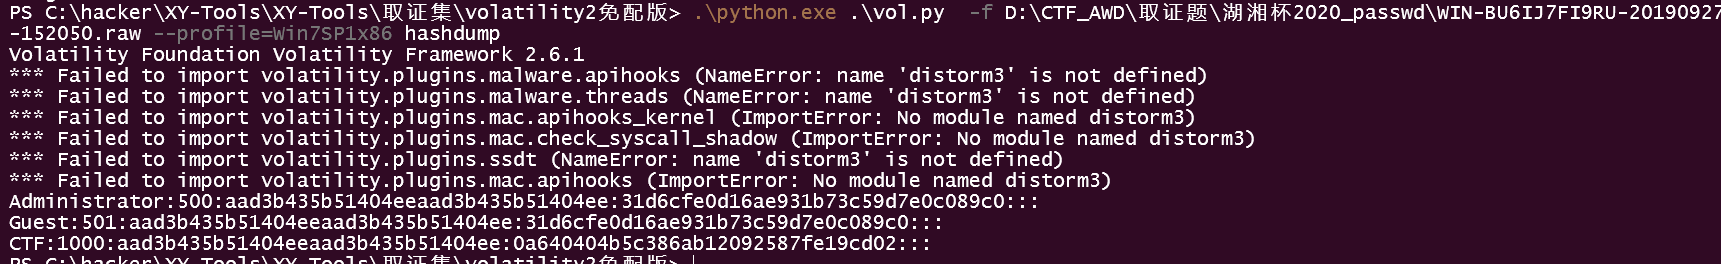 PS C:\hacker\XY-Tools\XY-Tools\取证集\volatility2免配版> .\python.exe .\vol.py  -f D:\CTF_AWD\取证题\湖湘杯2020_passwd\WIN-BU6IJ7FI9RU-20190927
-152050.raw --profile=Win7SP1x86 hashdump
Volatility Foundation Volatility Framework 2.6.1
*** Failed to import volatility.plugins.malware.apihooks (NameError: name 'distorm3' is not defined)
*** Failed to import volatility.plugins.malware.threads (NameError: name 'distorm3' is not defined)
*** Failed to import volatility.plugins.mac.apihooks_kernel (ImportError: No module named distorm3)
*** Failed to import volatility.plugins.mac.check_syscall_shadow (ImportError: No module named distorm3)
*** Failed to import volatility.plugins.ssdt (NameError: name 'distorm3' is not defined)
*** Failed to import volatility.plugins.mac.apihooks (ImportError: No module named distorm3)
Administrator:500:aad3b435b51404eeaad3b435b51404ee:31d6cfe0d16ae931b73c59d7e0c089c0:::
Guest:501:aad3b435b51404eeaad3b435b51404ee:31d6cfe0d16ae931b73c59d7e0c089c0:::
CTF:1000:aad3b435b51404eeaad3b435b51404ee:0a640404b5c386ab12092587fe19cd02:::
PS C:\hacker\XY-Tools\XY-Tools\取证集\volatility2免配版>